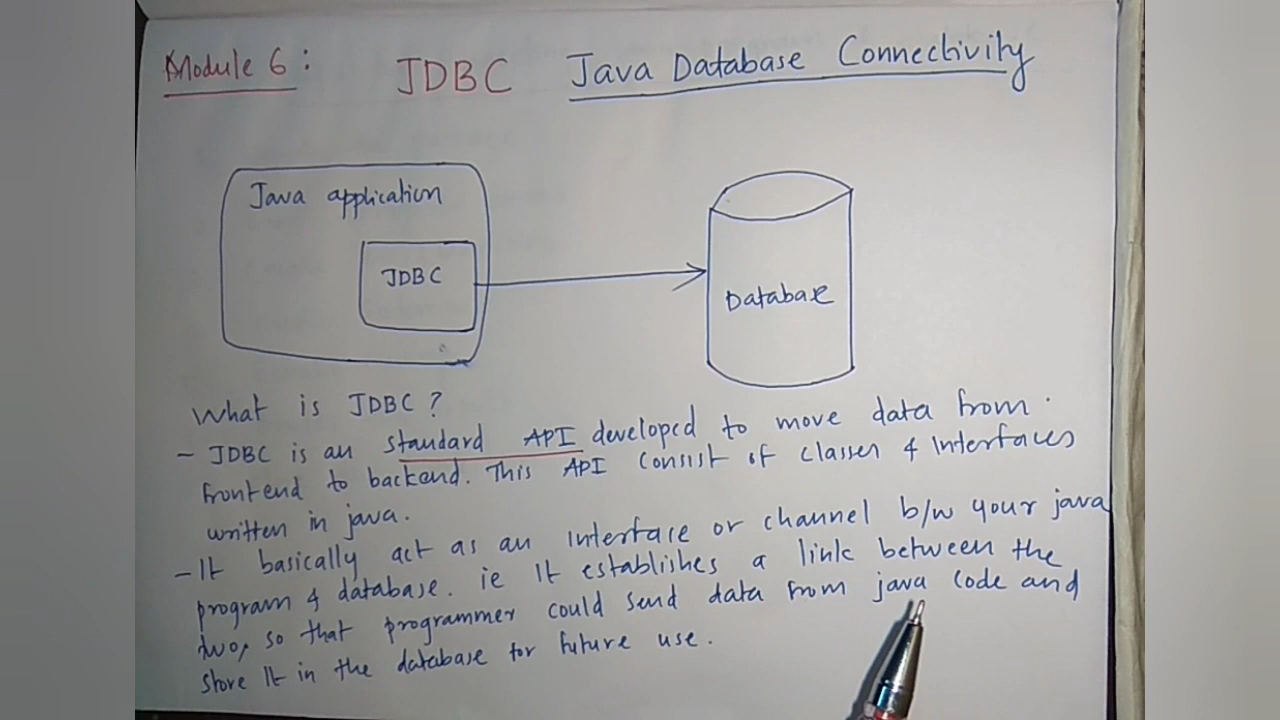 Module 6: JDBC Java Database Connectivity
Java application
JDBC
Database
What is JDBC?
- JDBC is an standard API developed to move data from
frontend to backend. This API consist of classes & Interfaces
written in java.
- It basically act as an interface or channel b/w your java
program & database. ie It establishes a link between the
two, so that programmer could send data from java code and
store It in the database for future use.